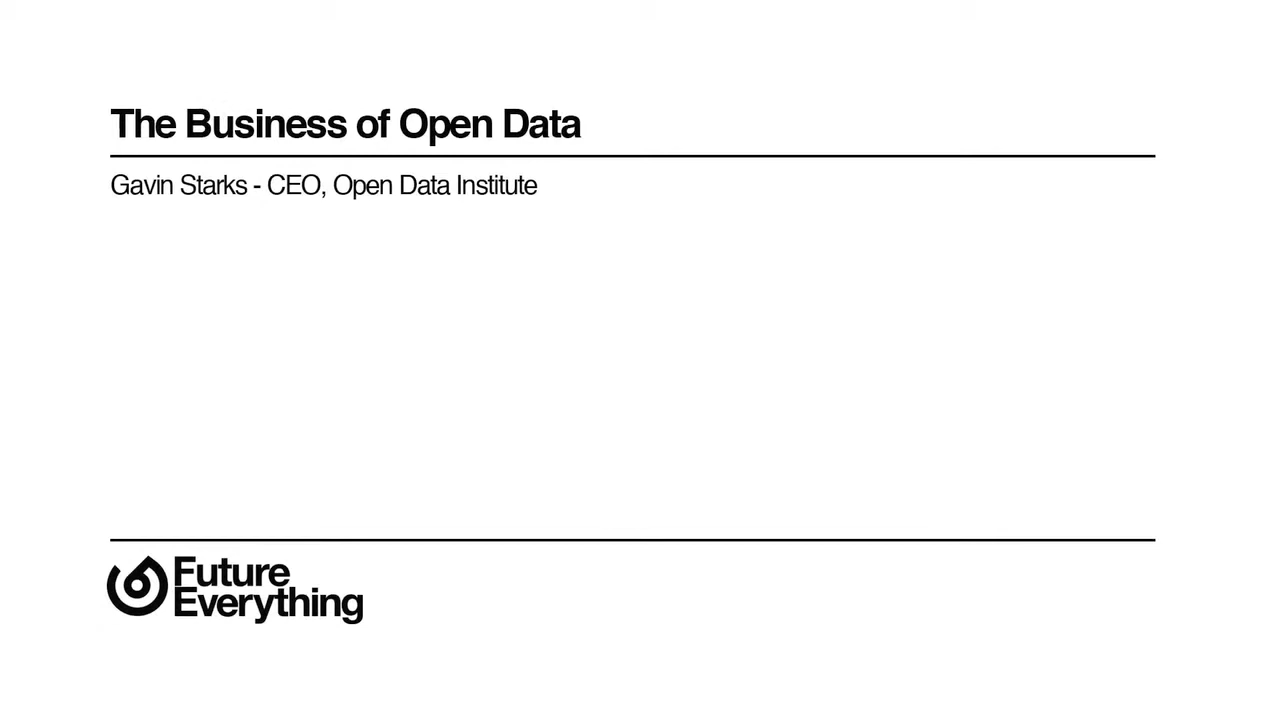 The Business of Open Data
Gavin Starks - CEO, Open Data Institute
Future
Everything